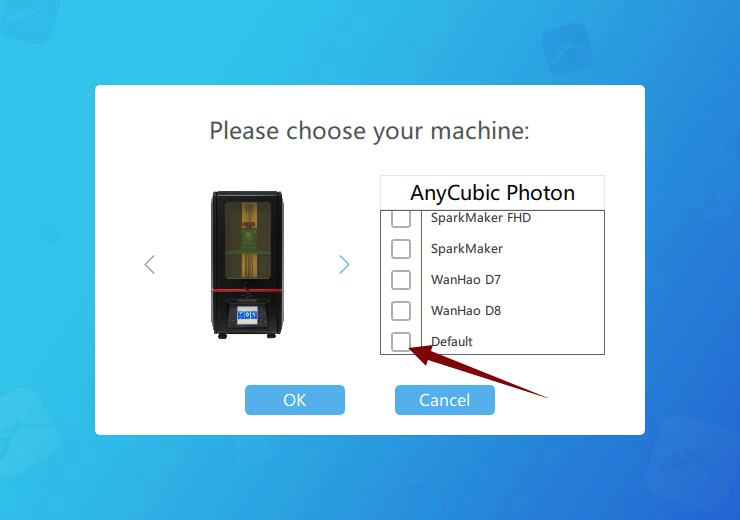 Please choose your machine:
AnyCubic Photon
SparkMaker FHD
SparkMaker
WanHao D7
WanHao D8
Default
OK
Cancel